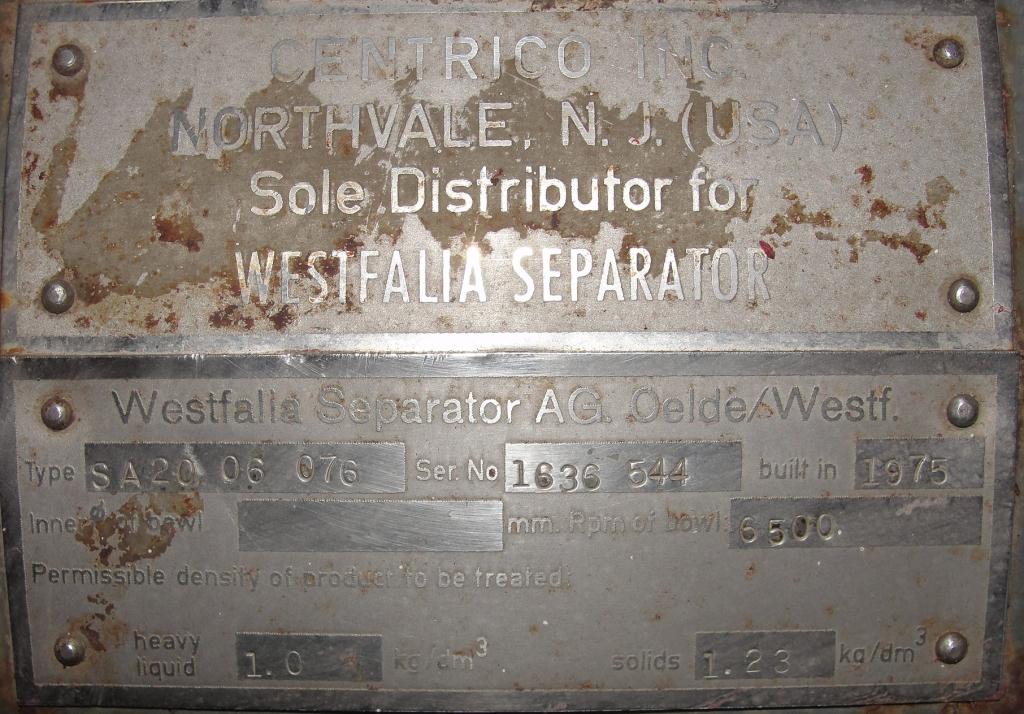 CENTRICO INC.
NORTHVALE, N. J. (USA)
Sole Distributor for
WESTFALIA SEPARATOR
Westfalia Separator AG. Oelde/Westf.
Type SA20 06 076 Ser. No 1636 544 built in 1975
Inner ø of bowl mm. Rpm of bowl: 6500
Permissible density of product to be treated:
heavy liquid 1.0 kg/dm³ solids 1.23 kg/dm³